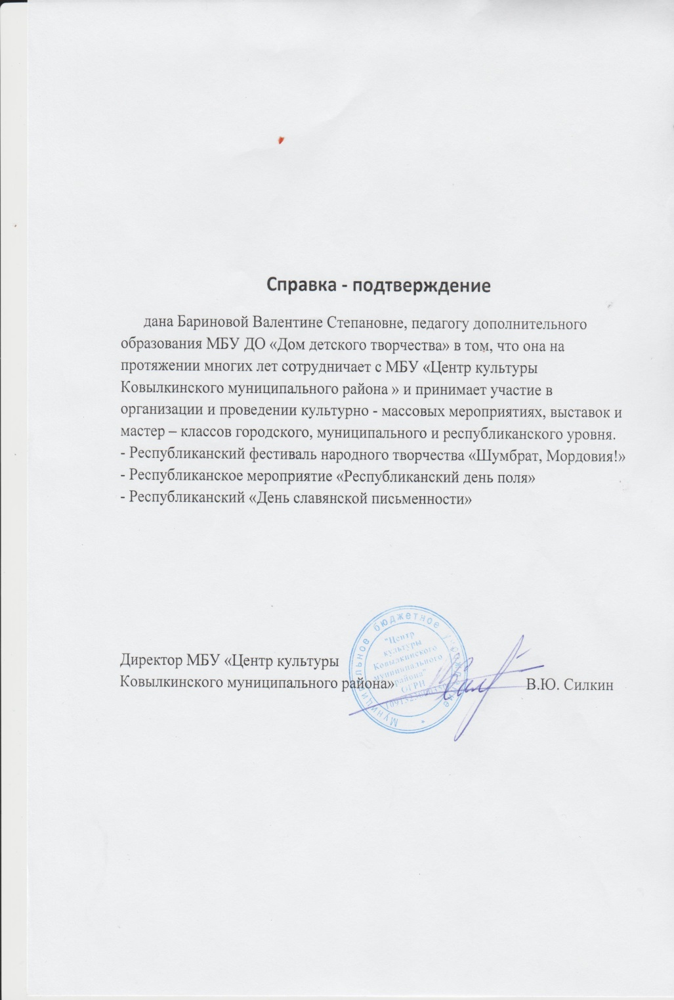 Справка - подтверждение
дана Бариновой Валентине Степановне, педагогу дополнительного
образования МБУ ДО «Дом детского творчества» в том, что она на
протяжении многих лет сотрудничает с МБУ «Центр культуры
Ковылкинского муниципального района » и принимает участие в
организации и проведении культурно - массовых мероприятиях, выставок и
мастер – классов городского, муниципального и республиканского уровня.
- Республиканский фестиваль народного творчества «Шумбрат, Мордовия!»
- Республиканское мероприятие «Республиканский день поля»
- Республиканский «День славянской письменности»
Директор МБУ «Центр культуры
Ковылкинского муниципального района»
В.Ю. Силкин
Муниципальное бюджетное учреждение *
"Центр
культуры
Ковылкинского
муниципального
района"
ОГРН